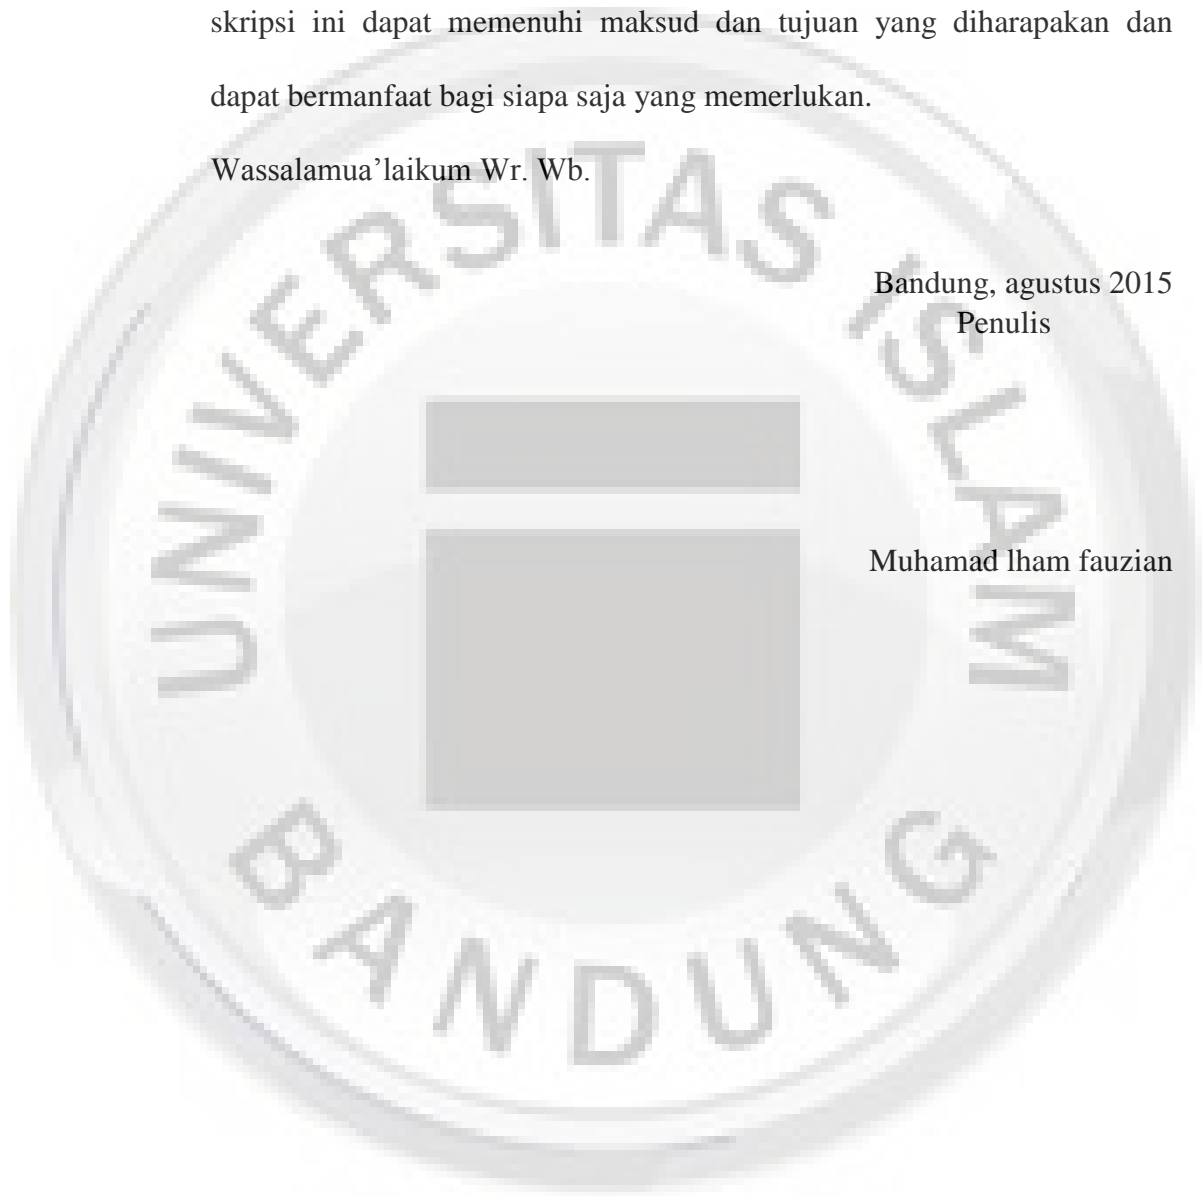 skripsi ini dapat memenuhi maksud dan tujuan yang diharapakan dan
dapat bermanfaat bagi siapa saja yang memerlukan.
Wassalamua’laikum Wr. Wb.
Bandung, agustus 2015
Penulis
Muhamad lham fauzian
UNIVERSITAS ISLAM
BANDUNG